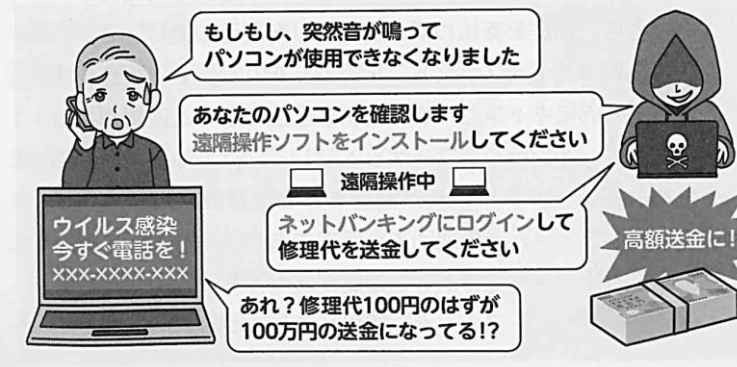 もしもし、突然音が鳴って
パソコンが使用できなくなりました
あなたのパソコンを確認します
遠隔操作ソフトをインストールしてください
遠隔操作中
ネットバンキングにログインして
修理代を送金してください
ウイルス感染
今すぐ電話を!
XXX-XXXX-XXX
高額送金に!
あれ?修理代100円のはずが
100万円の送金になってる!?